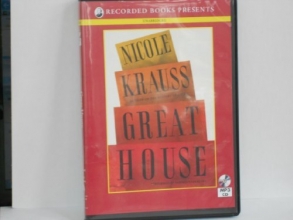 RECORDED BOOKS PRESENTS
NICOLE
KRAUSS
GREAT
HOUSE